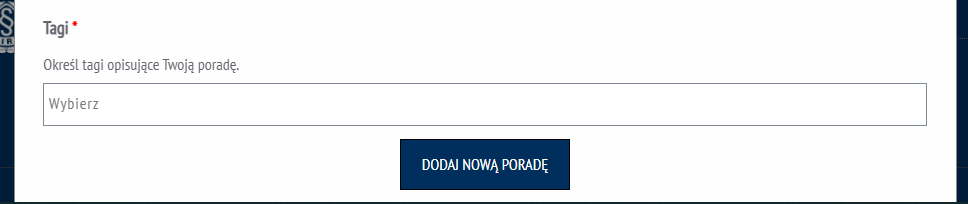 Tagi *
Określ tagi opisujące Twoją poradę.
Wybierz
DODAJ NOWĄ PORADĘ